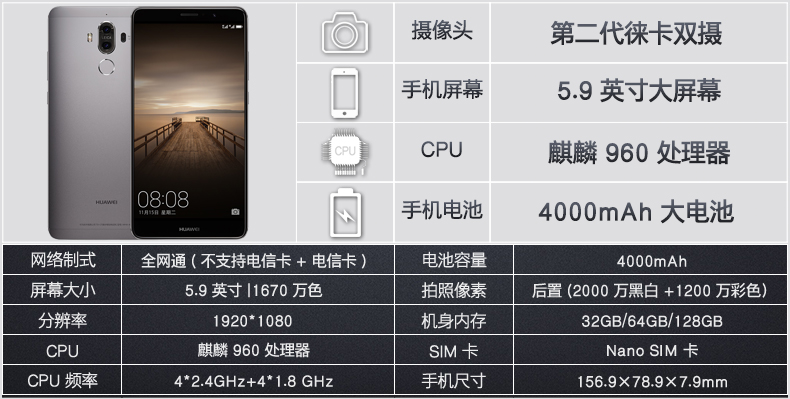 摄像头 第二代徕卡双摄
手机屏幕 5.9 英寸大屏幕
CPU
CPU 麒麟 960 处理器
手机电池 4000mAh 大电池
08:08
11月15日 星期二
HUAWEI
HUAWEI
网络制式 全网通 ( 不支持电信卡 + 电信卡 ) 电池容量 4000mAh
屏幕大小 5.9 英寸 |1670 万色 拍照像素 后置 (2000 万黑白 +1200 万彩色)
分辨率 1920*1080 机身内存 32GB/64GB/128GB
CPU 麒麟 960 处理器 SIM 卡 Nano SIM 卡
CPU 频率 4*2.4GHz+4*1.8 GHz 手机尺寸 156.9×78.9×7.9mm